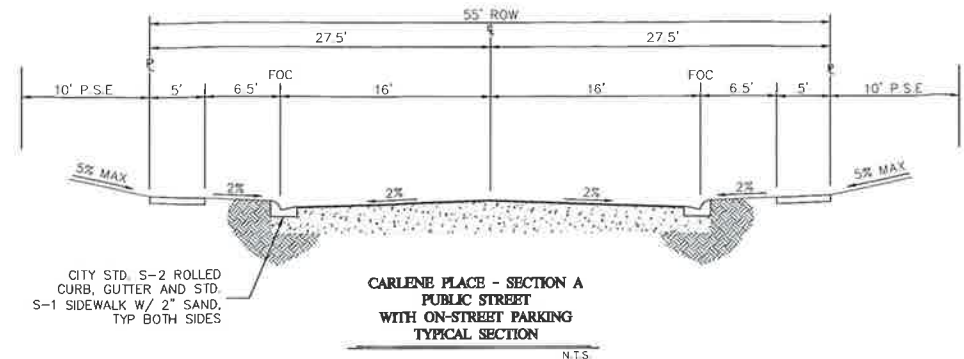 55' ROW
℄
27.5' 27.5'
℄ FOC FOC ℄
10' P.S.E 5' 6.5' 16' 16' 6.5' 5' 10' P.S.E
5% MAX 5% MAX
2% 2% 2% 2%
CITY STD. S-2 ROLLED
CURB, GUTTER AND STD.
S-1 SIDEWALK W/ 2" SAND,
TYP BOTH SIDES
CARLENE PLACE - SECTION A
PUBLIC STREET
WITH ON-STREET PARKING
TYPICAL SECTION
N.T.S.